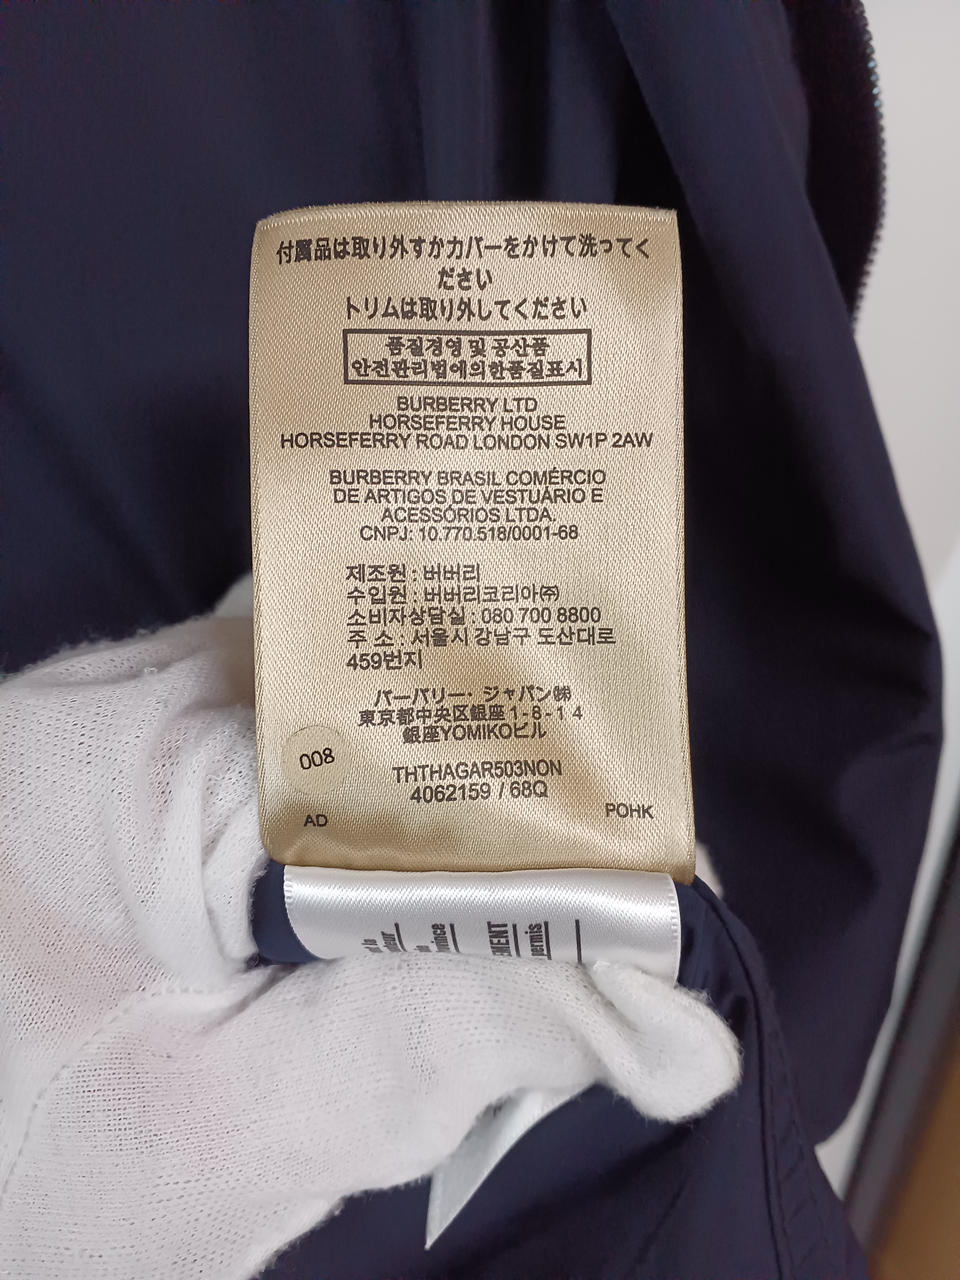 付属品は取り外すかカバーをかけて洗ってく
ださい
トリムは取り外してください
품질경영 및 공산품
안전판리법에의한품질표시
BURBERRY LTD
HORSEFERRY HOUSE
HORSEFERRY ROAD LONDON SW1P 2AW
BURBERRY BRASIL COMÉRCIO
DE ARTIGOS DE VESTUÁRIO E
ACESSÓRIOS LTDA.
CNPJ: 10.770.518/0001-68
제조원 : 버버리
수입원 : 버버리코리아㈜
소비자상담실 : 080 700 8800
주 소 : 서울시 강남구 도산대로
459번지
バーバリー・ジャパン㈱
東京都中央区銀座1-8-14
銀座YOMIKOビル
008
THTHAGAR503NON
4062159 / 68Q
AD
POHK